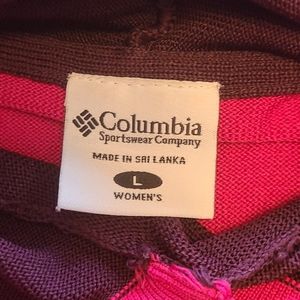 Columbia
Sportswear Company
MADE IN SRI LANKA
L
WOMEN'S